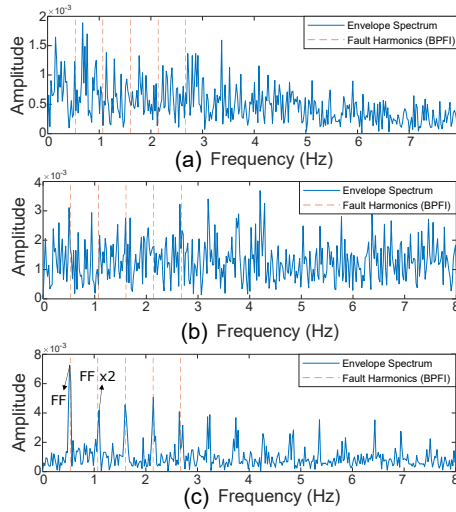 ×10⁻³
2
1.5
1
0.5
0
Amplitude
Envelope Spectrum
Fault Harmonics (BPFI)
0 1 2 3 4 5 6 7
(a) Frequency (Hz)
×10⁻³
4
3
2
1
0
Amplitude
Envelope Spectrum
Fault Harmonics (BPFI)
0 1 2 3 4 5 6 7 8
(b) Frequency (Hz)
×10⁻³
8
6
4
2
0
Amplitude
FF
FF x2
Envelope Spectrum
Fault Harmonics (BPFI)
0 1 2 3 4 5 6 7 8
(c) Frequency (Hz)